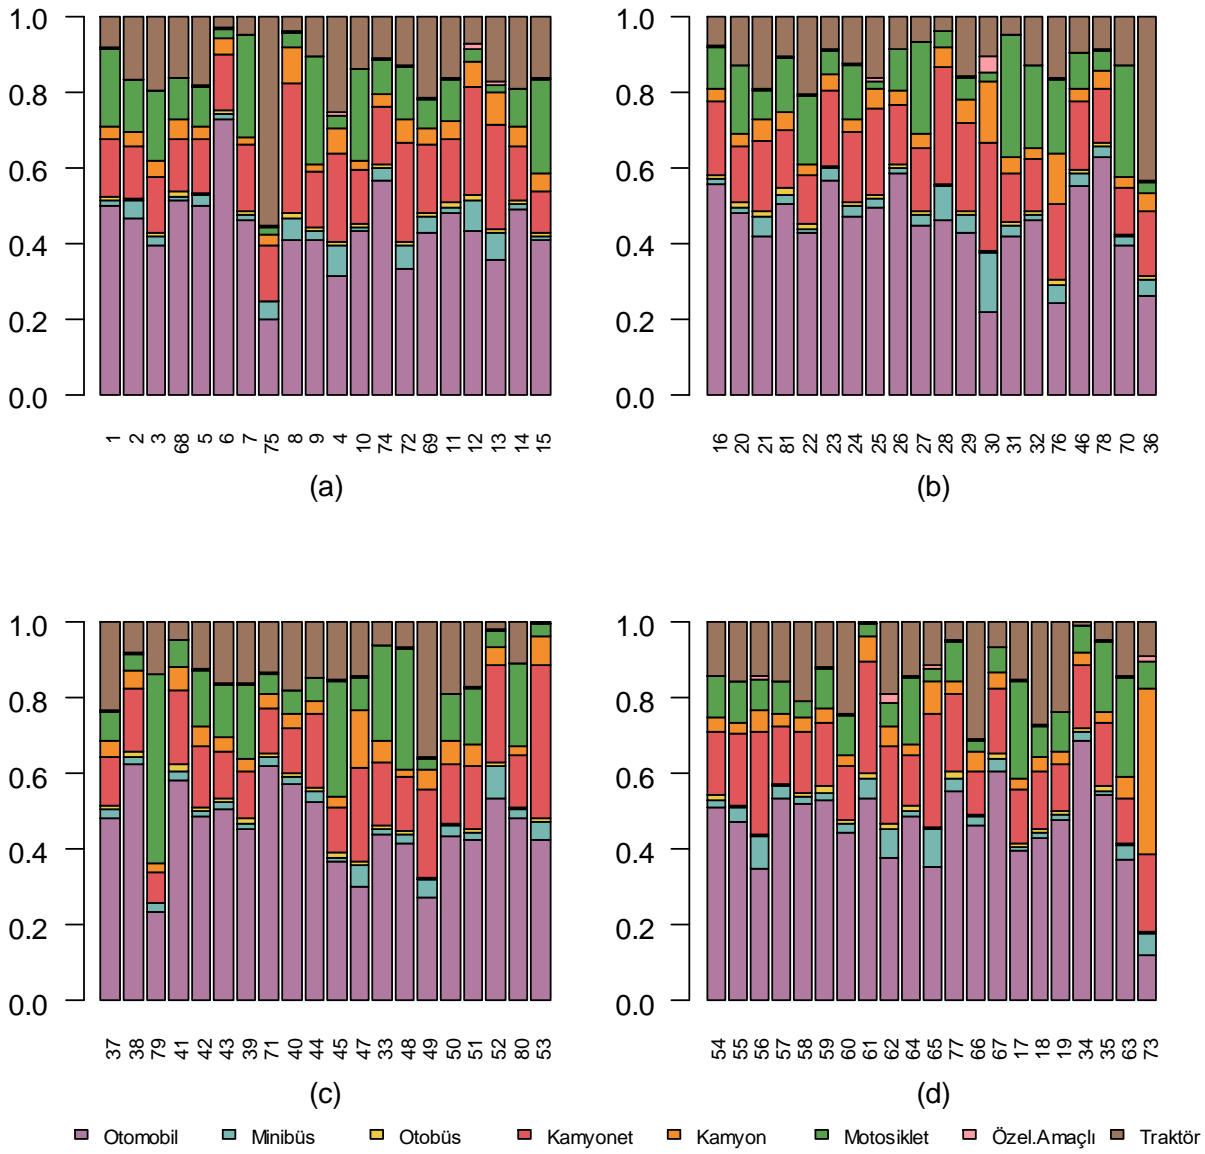 1.0
0.8
0.6
0.4
0.2
0.0
1 2 3 68 5 6 7 75 8 9 4 10 74 72 69 11 12 13 14 15
(a)
1.0
0.8
0.6
0.4
0.2
0.0
16 20 21 81 22 23 24 25 26 27 28 29 30 31 32 76 46 78 70 36
(b)
1.0
0.8
0.6
0.4
0.2
0.0
37 38 79 41 42 43 39 71 40 44 45 47 33 48 49 50 51 52 80 53
(c)
1.0
0.8
0.6
0.4
0.2
0.0
54 55 56 57 58 59 60 61 62 64 65 77 66 67 17 18 19 34 35 63 73
(d)
Otomobil Minibüs Otobüs Kamyonet Kamyon Motosiklet Özel.Amaçlı Traktör